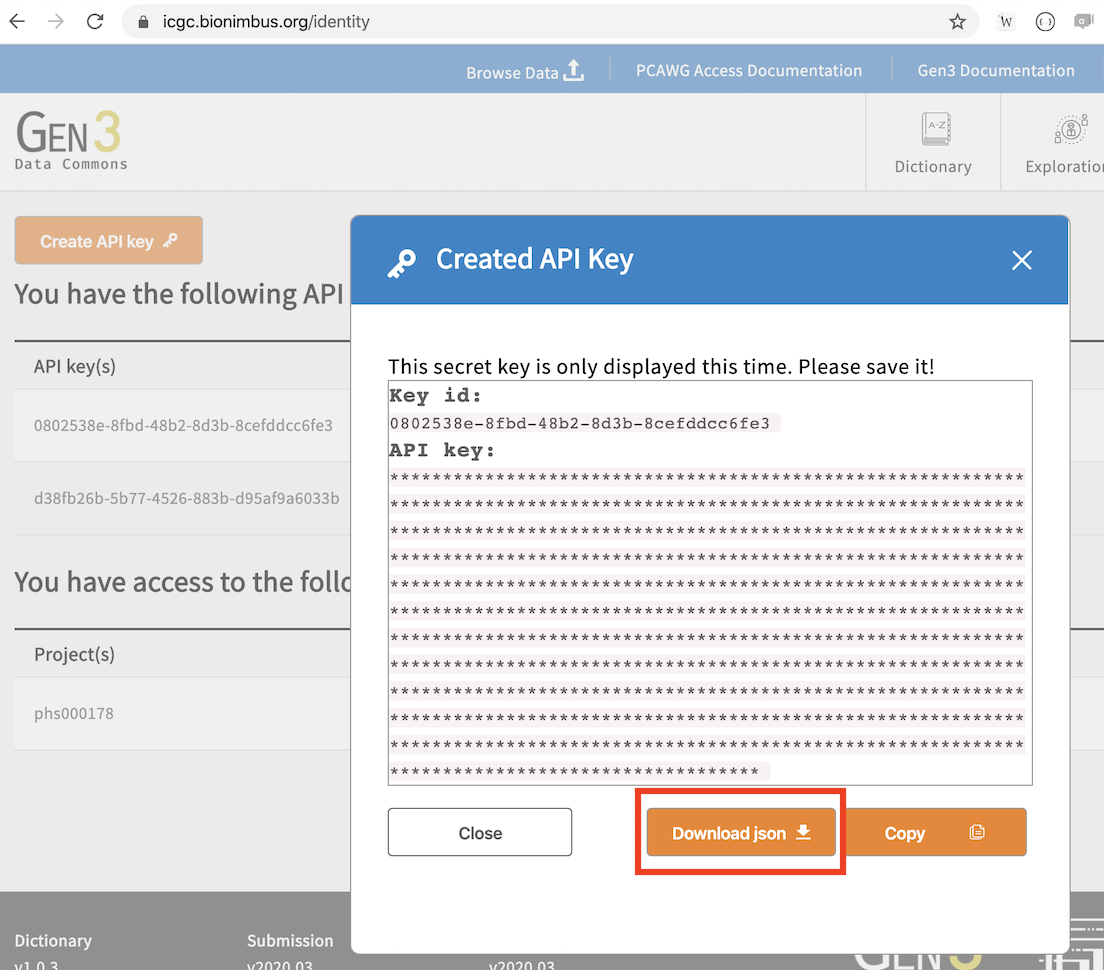 icgc.bionimbus.org/identity
W
Browse Data
PCAWG Access Documentation
Gen3 Documentation
GEN3
Data Commons
A-Z
Dictionary
Exploratio
Create API key
You have the following API
API key(s)
0802538e-8fbd-48b2-8d3b-8cefddcc6fe3
d38fb26b-5b77-4526-883b-d95af9a6033b
You have access to the follo
Project(s)
phs000178
Created API Key
This secret key is only displayed this time. Please save it!
Key id:
0802538e-8fbd-48b2-8d3b-8cefddcc6fe3
API key:
************************************************************
************************************************************
************************************************************
************************************************************
************************************************************
************************************************************
************************************************************
************************************************************
************************************************************
************************************************************
************************************************************
***********************************
Close
Download json
Copy
Dictionary
Submission
v1.0.3
v2020.03
v2020.03
GEN3